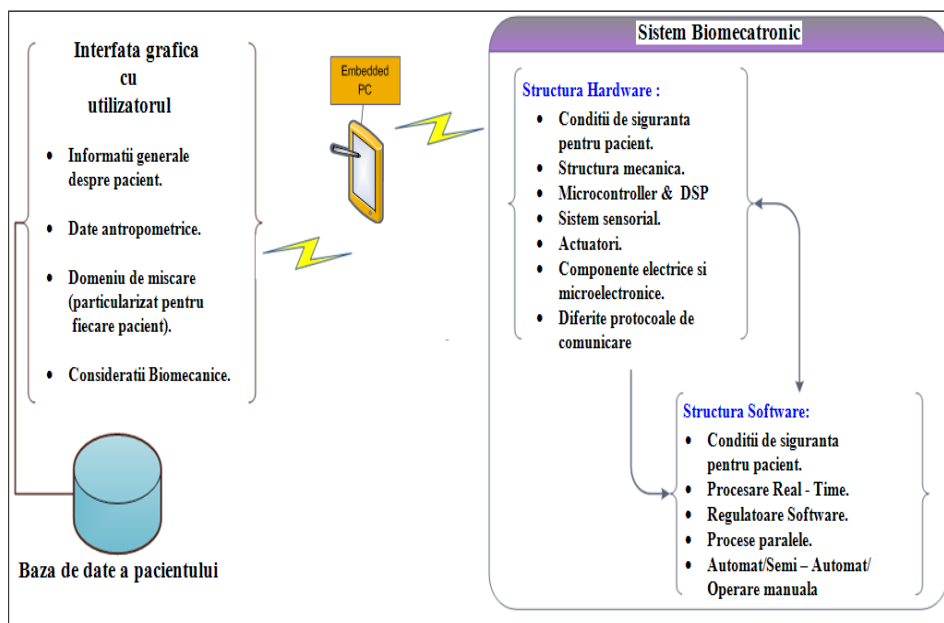 Interfata grafica
cu
utilizatorul
• Informatii generale
despre pacient.
• Date antropometrice.
• Domeniu de miscare
(particularizat pentru
fiecare pacient).
• Consideratii Biomecanice.
Baza de date a pacientului
Embedded
PC
Sistem Biomecatronic
Structura Hardware :
• Conditii de siguranta
pentru pacient.
• Structura mecanica.
• Microcontroller & DSP
• Sistem sensorial.
• Actuatori.
• Componente electrice si
microelectronice.
• Diferite protocoale de
comunicare
Structura Software:
• Conditii de siguranta
pentru pacient.
• Procesare Real - Time.
• Regulatoare Software.
• Procese paralele.
• Automat/Semi – Automat/
Operare manuala